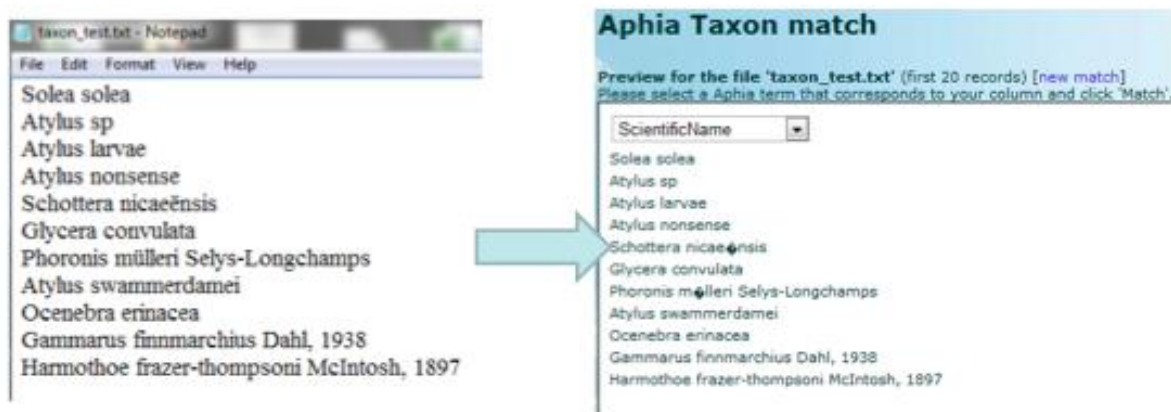 taxon_test.txt - Notepad
File Edit Format View Help
Solea solea
Atylus sp
Atylus larvae
Atylus nonsense
Schottera nicaeēnsis
Glycera convulata
Phoronis mülleri Selys-Longchamps
Atylus swammerdamei
Ocenebra erinacea
Gammarus finnmarchius Dahl, 1938
Harmothoe frazer-thompsoni McIntosh, 1897
Aphia Taxon match
Preview for the file 'taxon_test.txt' (first 20 records) [new match]
Please select a Aphia term that corresponds to your column and click 'Match'.
ScientificName
Solea solea
Atylus sp
Atylus larvae
Atylus nonsense
Schottera nicae�nsis
Glycera convulata
Phoronis m�lleri Selys-Longchamps
Atylus swammerdamei
Ocenebra erinacea
Gammarus finnmarchius Dahl, 1938
Harmothoe frazer-thompsoni McIntosh, 1897